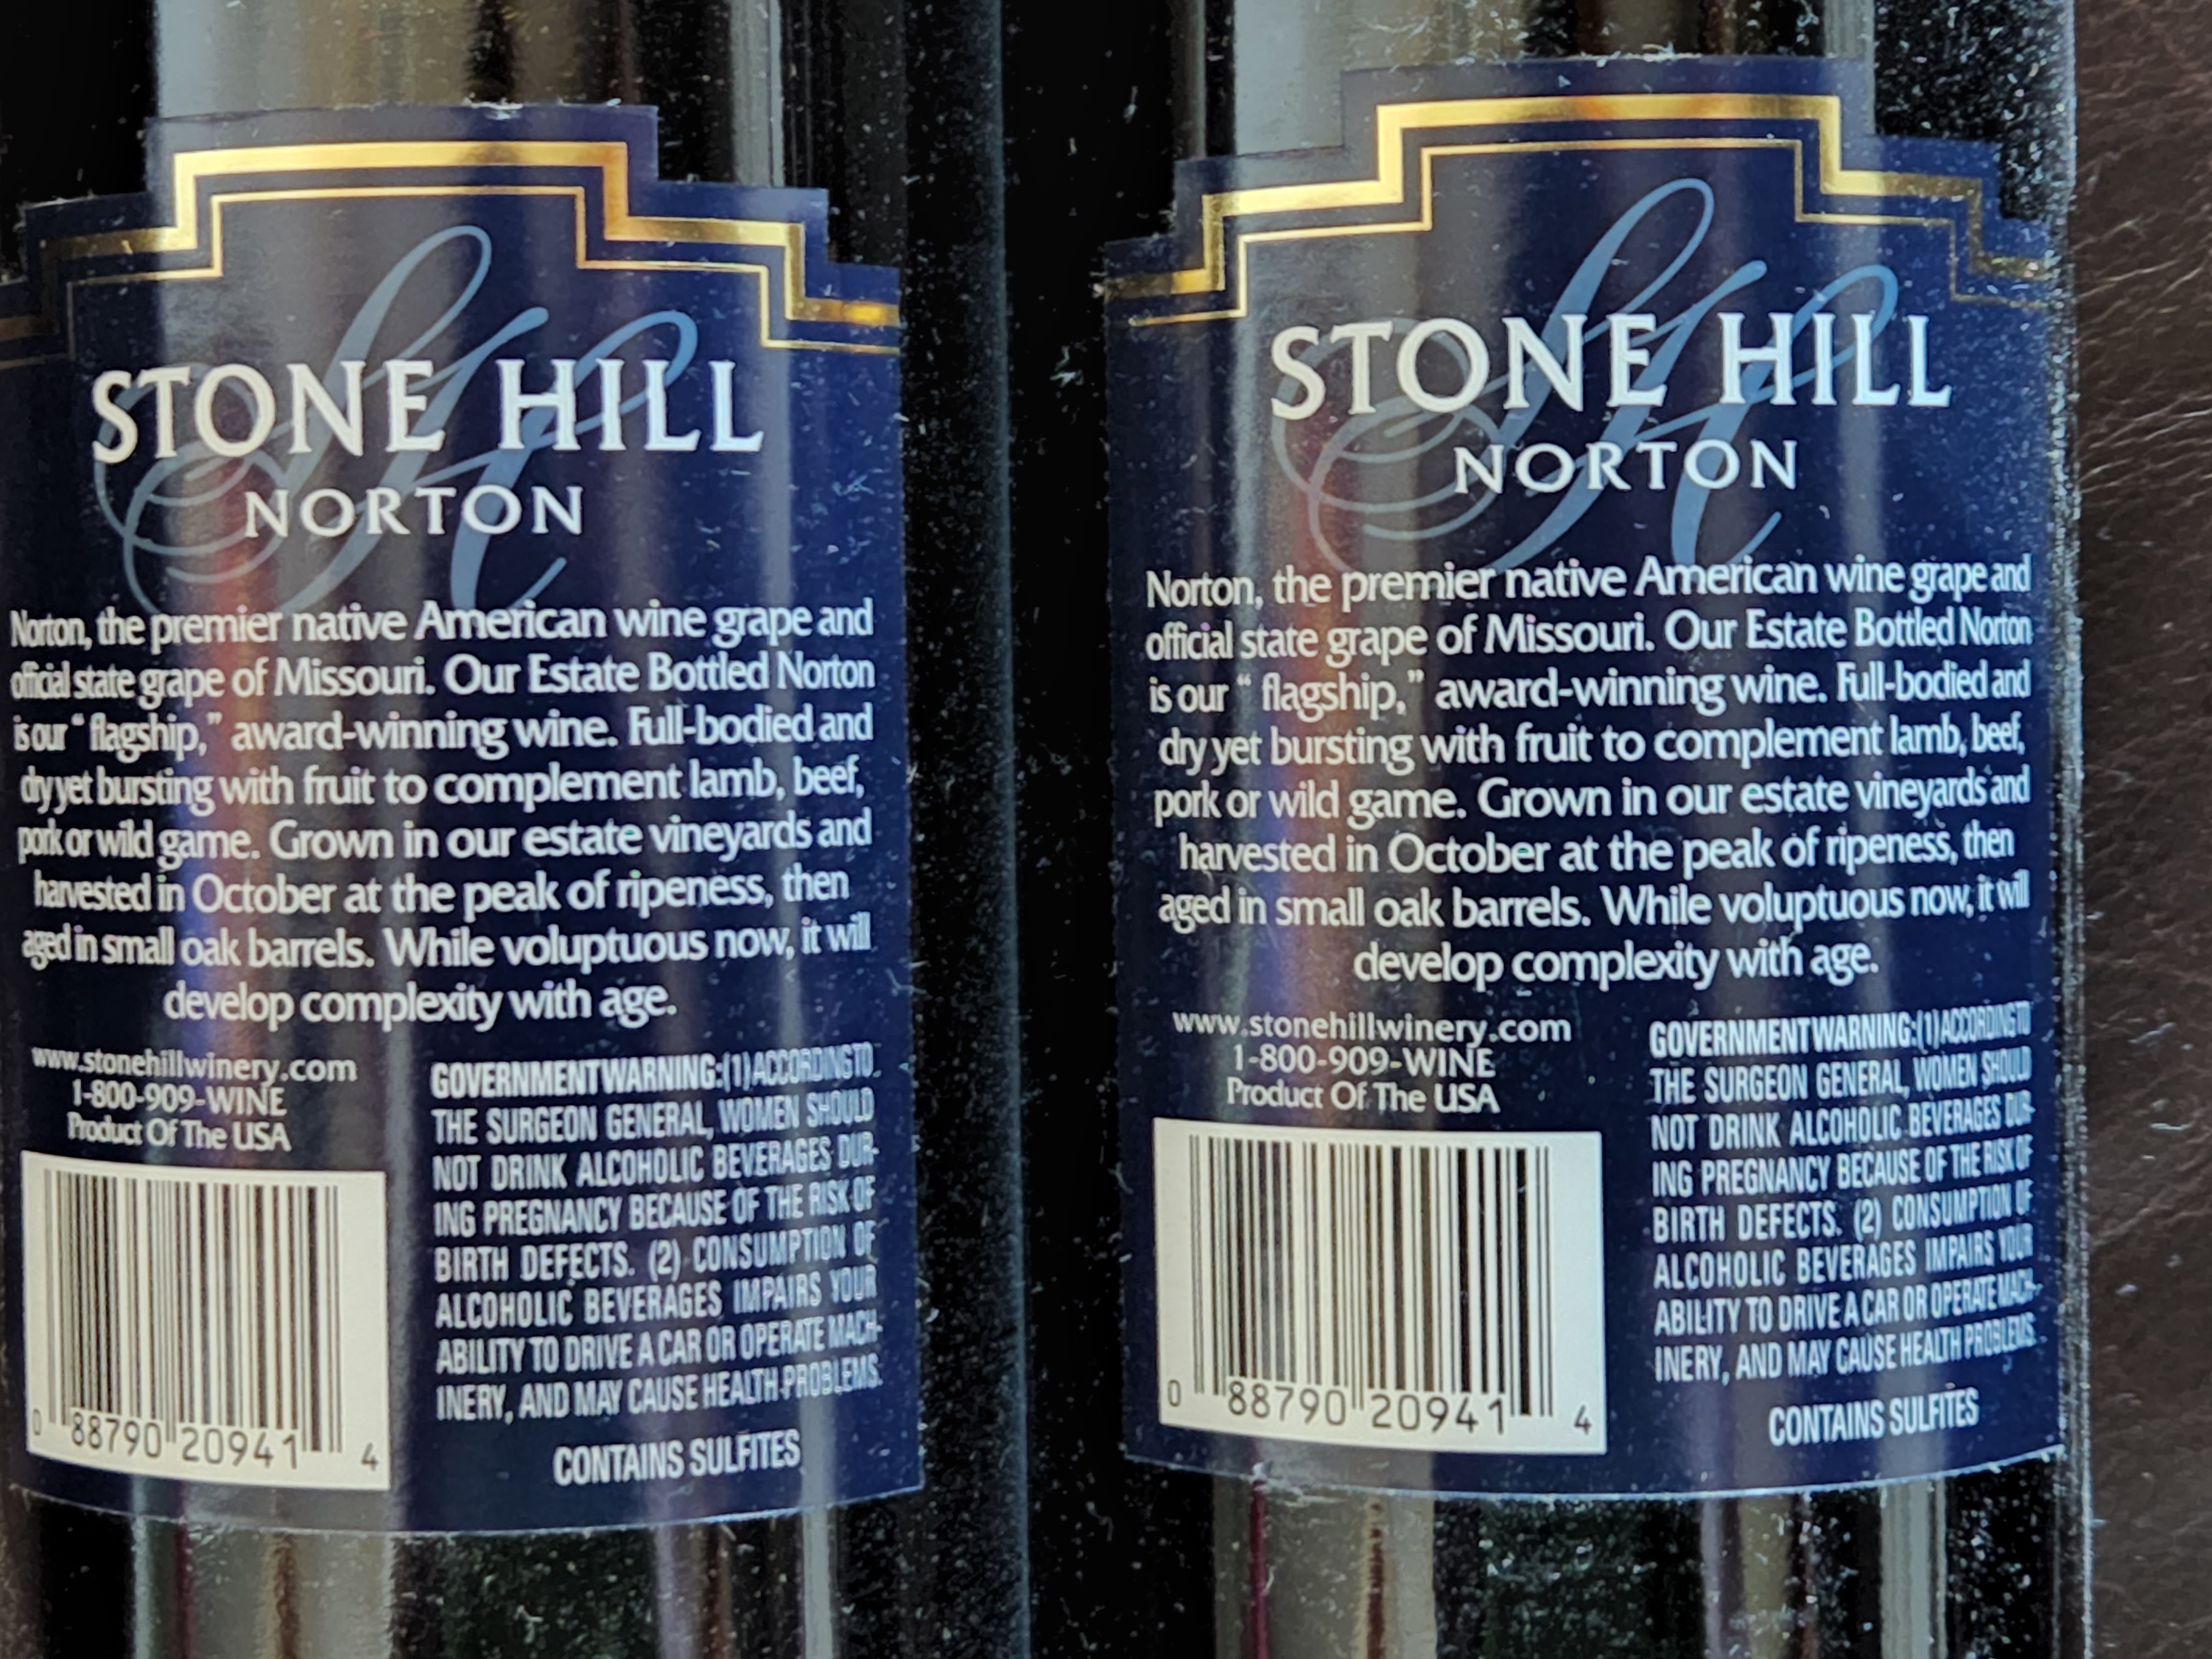 STONE HILL
NORTON
Norton, the premier native American wine grape and
official state grape of Missouri. Our Estate Bottled Norton
is our “ flagship,” award-winning wine. Full-bodied and
dry yet bursting with fruit to complement lamb, beef,
pork or wild game. Grown in our estate vineyards and
harvested in October at the peak of ripeness, then
aged in small oak barrels. While voluptuous now, it will
develop complexity with age.
www.stonehillwinery.com
1-800-909-WINE
Product Of The USA
0 88790 20941 4
GOVERNMENT WARNING: (1) ACCORDING TO
THE SURGEON GENERAL, WOMEN SHOULD
NOT DRINK ALCOHOLIC BEVERAGES DUR-
ING PREGNANCY BECAUSE OF THE RISK OF
BIRTH DEFECTS. (2) CONSUMPTION OF
ALCOHOLIC BEVERAGES IMPAIRS YOUR
ABILITY TO DRIVE A CAR OR OPERATE MACH-
INERY, AND MAY CAUSE HEALTH PROBLEMS.
CONTAINS SULFITES
STONE HILL
NORTON
Norton, the premier native American wine grape and
official state grape of Missouri. Our Estate Bottled Norton
is our “ flagship,” award-winning wine. Full-bodied and
dry yet bursting with fruit to complement lamb, beef,
pork or wild game. Grown in our estate vineyards and
harvested in October at the peak of ripeness, then
aged in small oak barrels. While voluptuous now, it will
develop complexity with age.
www.stonehillwinery.com
1-800-909-WINE
Product Of The USA
0 88790 20941 4
GOVERNMENT WARNING: (1) ACCORDING TO
THE SURGEON GENERAL, WOMEN SHOULD
NOT DRINK ALCOHOLIC BEVERAGES DUR-
ING PREGNANCY BECAUSE OF THE RISK OF
BIRTH DEFECTS. (2) CONSUMPTION OF
ALCOHOLIC BEVERAGES IMPAIRS YOUR
ABILITY TO DRIVE A CAR OR OPERATE MACH-
INERY, AND MAY CAUSE HEALTH PROBLEMS.
CONTAINS SULFITES